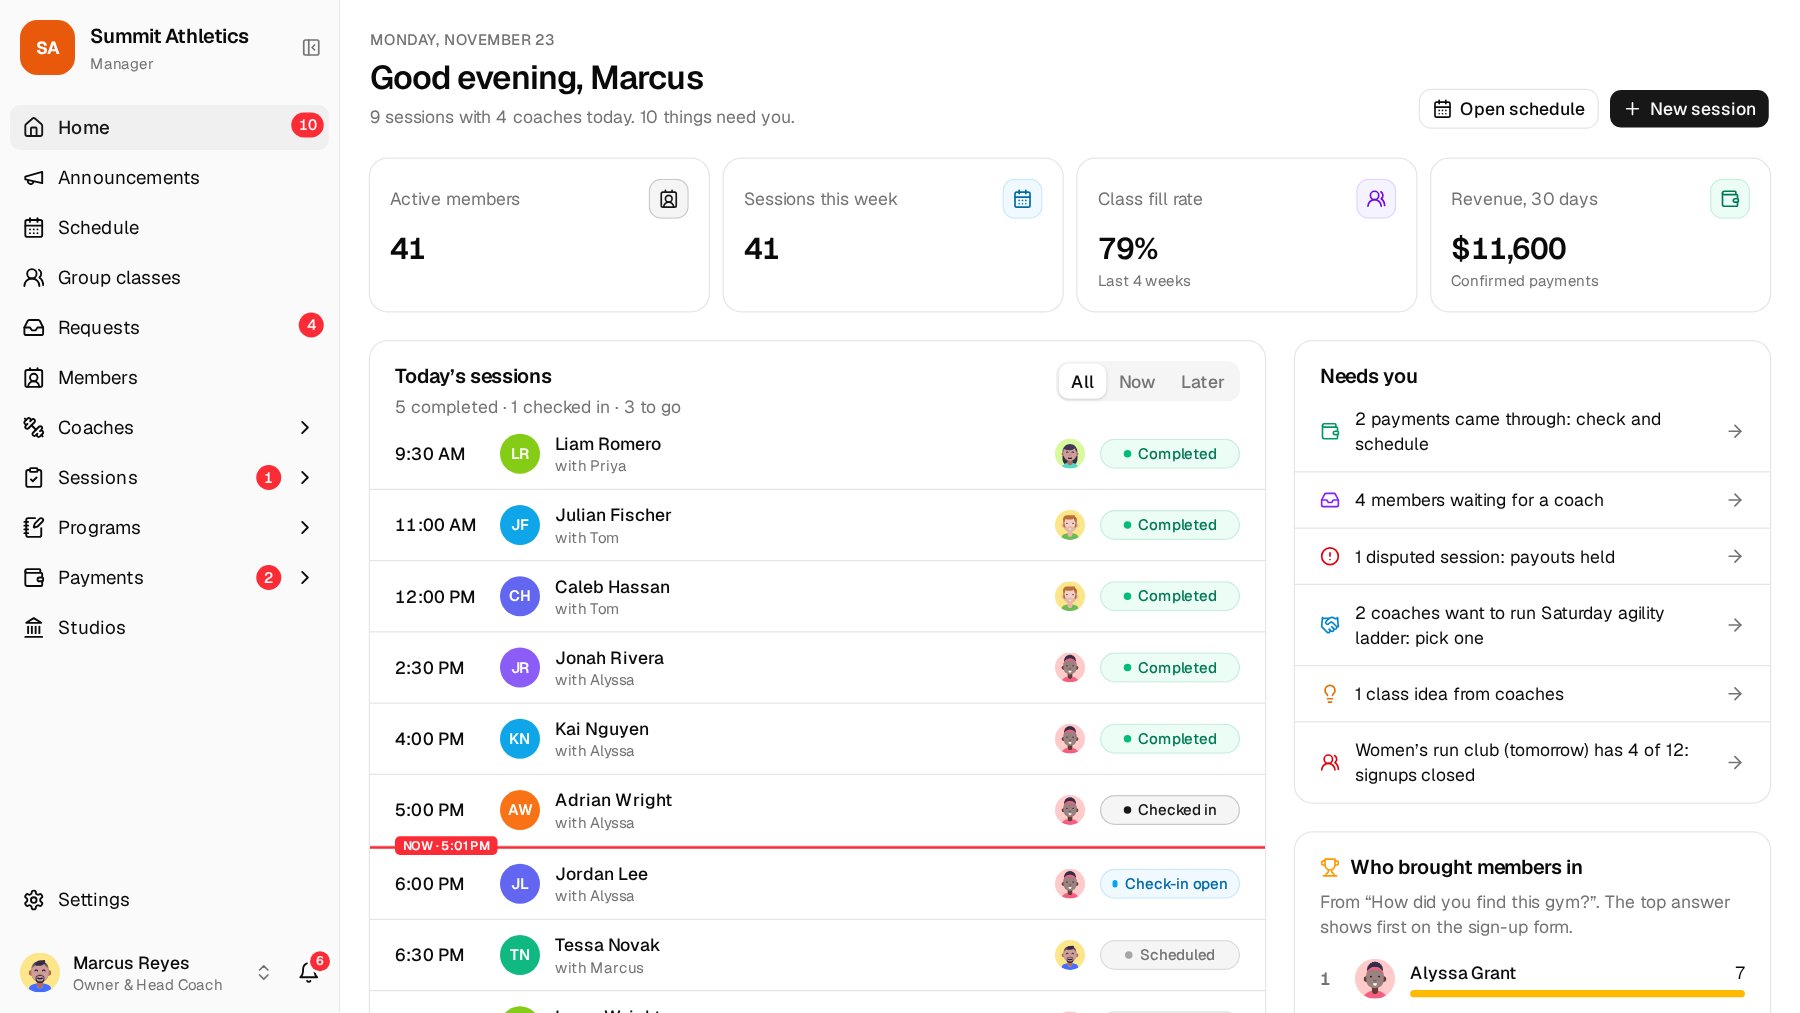 SA
Summit Athletics
Manager
Home
10
Announcements
Schedule
Group classes
Requests
4
Members
Coaches
Sessions
1
Programs
Payments
2
Studios
Settings
Marcus Reyes
Owner & Head Coach
6
MONDAY, NOVEMBER 23
Good evening, Marcus
9 sessions with 4 coaches today. 10 things need you.
Open schedule
New session
Active members
41
Sessions this week
41
Class fill rate
79%
Last 4 weeks
Revenue, 30 days
$11,600
Confirmed payments
Today’s sessions
5 completed · 1 checked in · 3 to go
All
Now
Later
9:30 AM
LR
Liam Romero
with Priya
Completed
11:00 AM
JF
Julian Fischer
with Tom
Completed
12:00 PM
CH
Caleb Hassan
with Tom
Completed
2:30 PM
JR
Jonah Rivera
with Alyssa
Completed
4:00 PM
KN
Kai Nguyen
with Alyssa
Completed
5:00 PM
AW
Adrian Wright
with Alyssa
Checked in
NOW · 5:01 PM
6:00 PM
JL
Jordan Lee
with Alyssa
Check-in open
6:30 PM
TN
Tessa Novak
with Marcus
Scheduled
Needs you
2 payments came through: check and
schedule
4 members waiting for a coach
1 disputed session: payouts held
2 coaches want to run Saturday agility
ladder: pick one
1 class idea from coaches
Women’s run club (tomorrow) has 4 of 12:
signups closed
Who brought members in
From “How did you find this gym?”. The top answer
shows first on the sign-up form.
1
Alyssa Grant
7